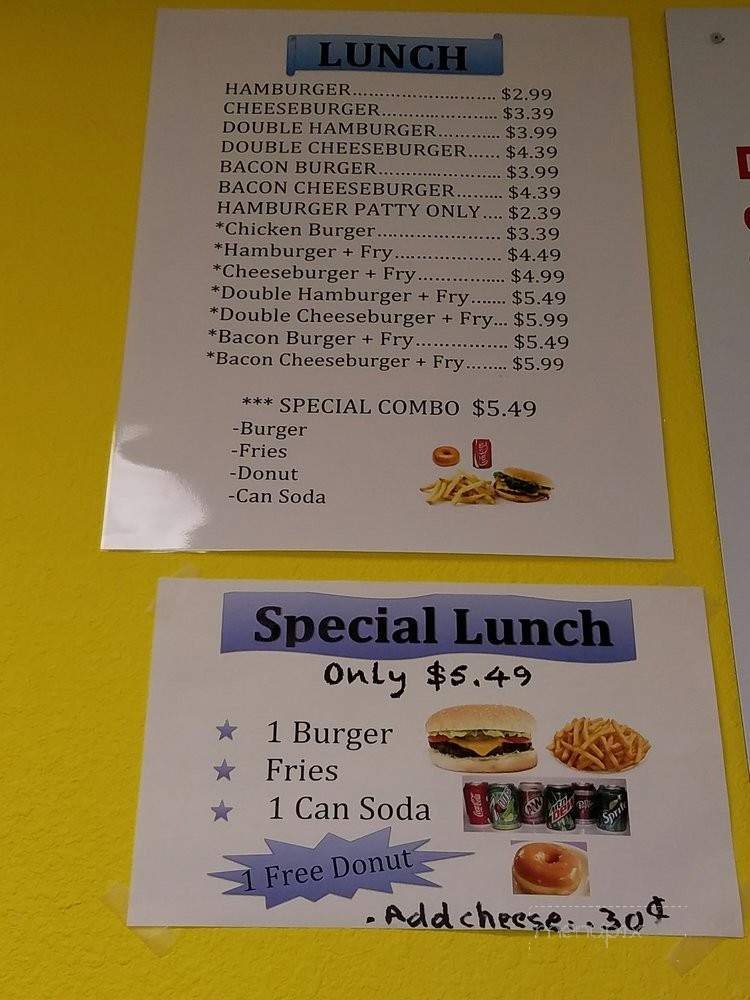 LUNCH
HAMBURGER............................ $2.99
CHEESEBURGER....................... $3.39
DOUBLE HAMBURGER............ $3.99
DOUBLE CHEESEBURGER...... $4.39
BACON BURGER........................ $3.99
BACON CHEESEBURGER......... $4.39
HAMBURGER PATTY ONLY.... $2.39
*Chicken Burger......................... $3.39
*Hamburger + Fry...................... $4.49
*Cheeseburger + Fry................. $4.99
*Double Hamburger + Fry....... $5.49
*Double Cheeseburger + Fry... $5.99
*Bacon Burger + Fry.................. $5.49
*Bacon Cheeseburger + Fry........ $5.99
*** SPECIAL COMBO $5.49
-Burger
-Fries
-Donut
-Can Soda
Special Lunch
Only $5.49
1 Burger
Fries
1 Can Soda
1 Free Donut
. Add cheese. .30¢
menupix